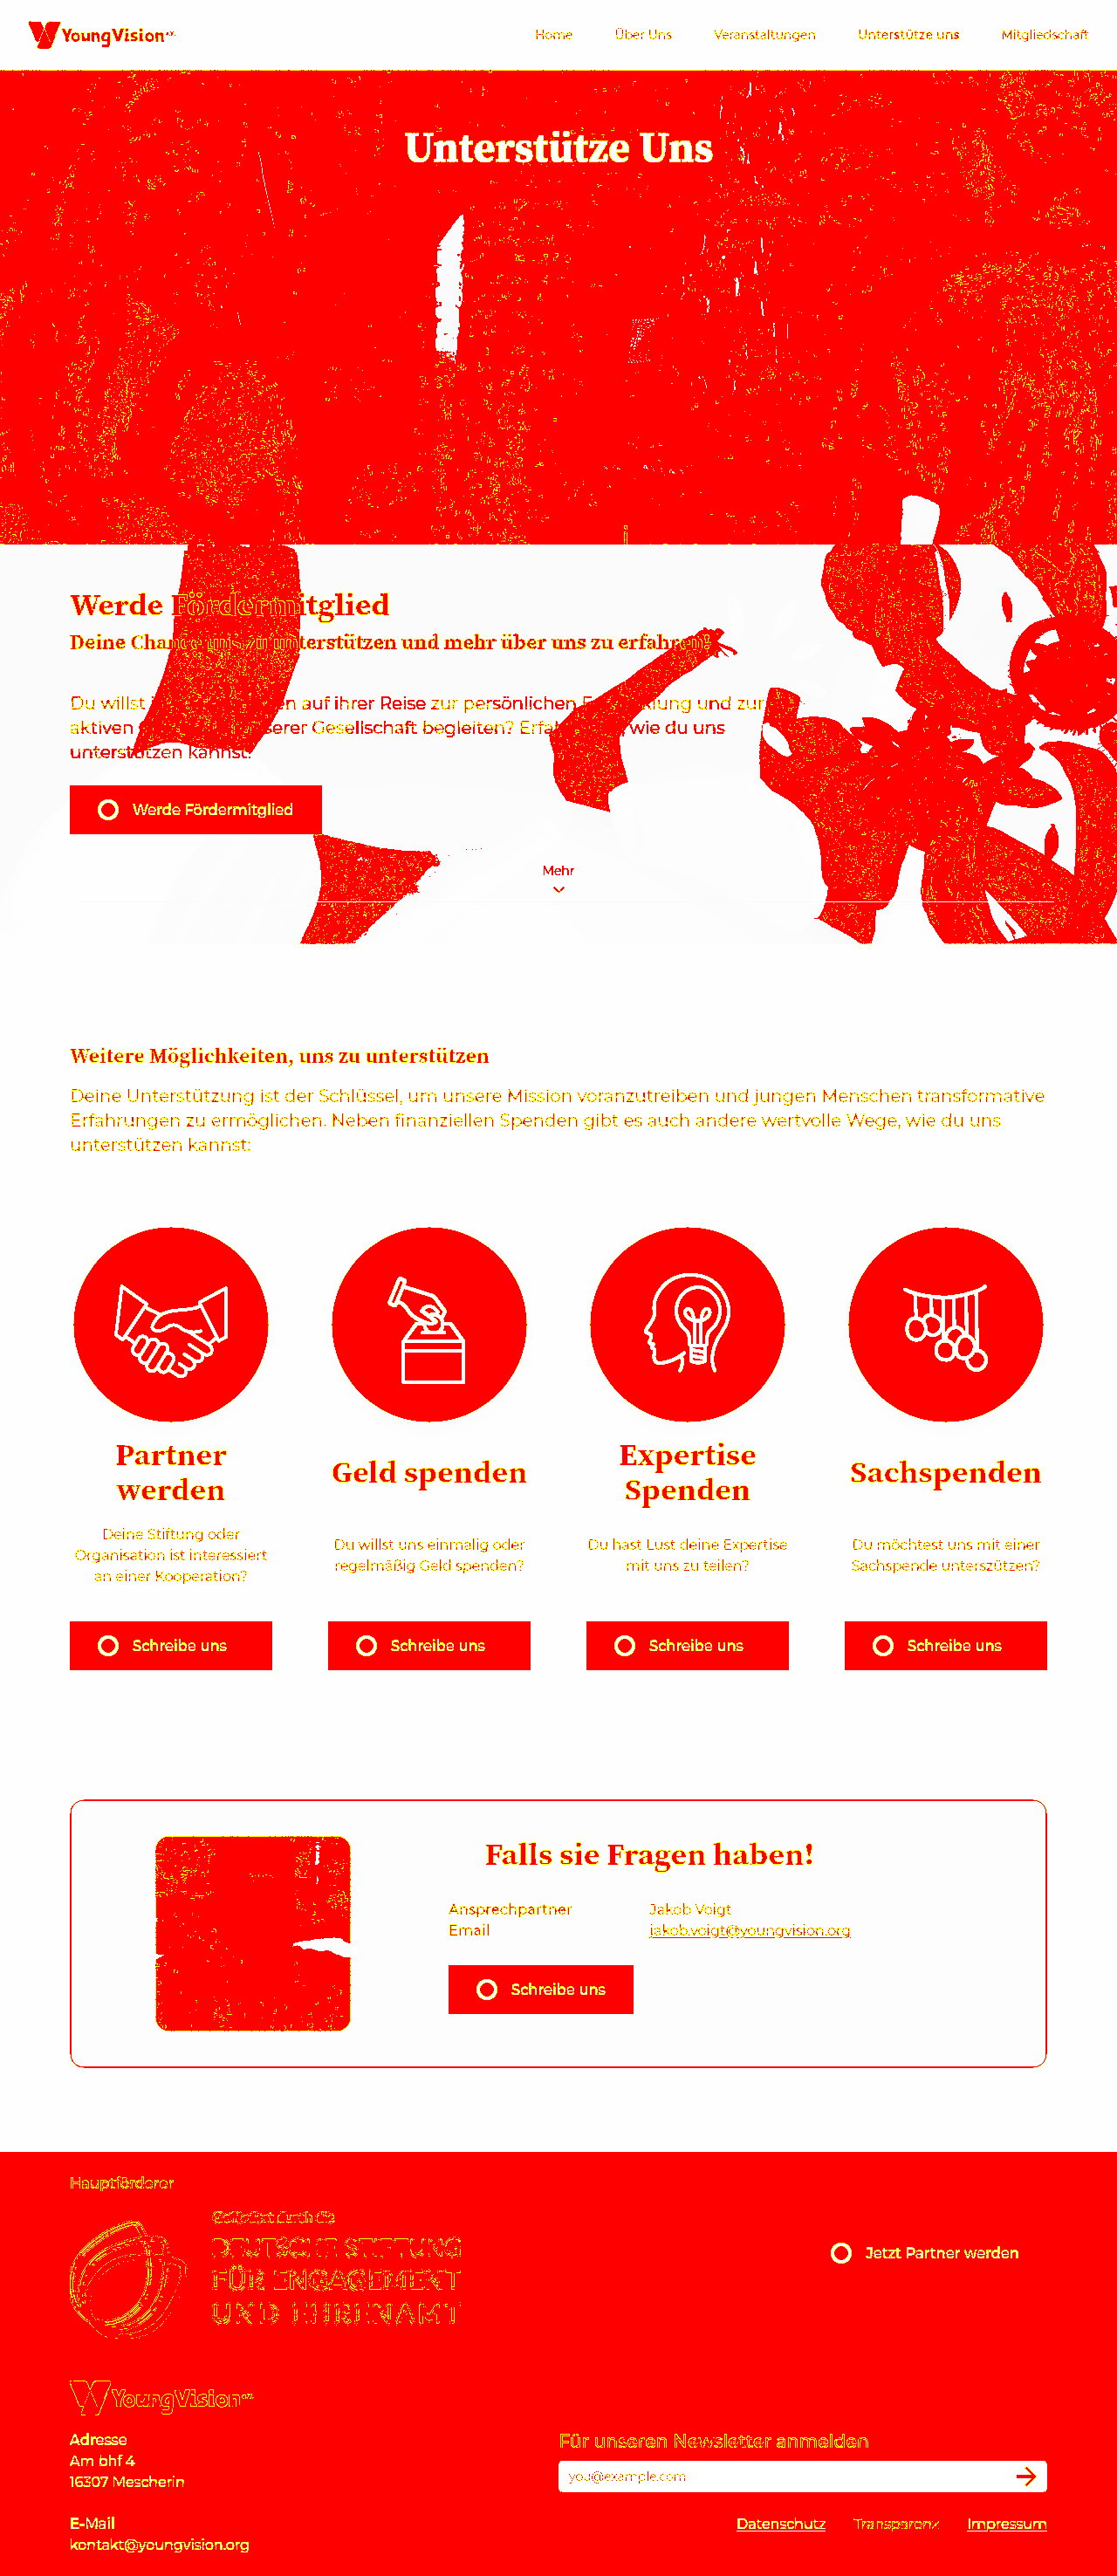 YoungVision e.V.
Home Über Uns Veranstaltungen Unterstütze uns Mitgliedschaft
Unterstütze Uns
Werde Fördermitglied
Deine Chance uns zu unterstützen und mehr über uns zu erfahren
Du willst auf ihrer Reise zur persönlichen und zur
aktiven Gesellschaft begleiten? wie du uns
unterstützen kannst.
Werde Fördermitglied
Mehr
Weitere Möglichkeiten, uns zu unterstützen
Deine Unterstützung ist der Schlüssel, um unsere Mission voranzutreiben und jungen Menschen transformative
Erfahrungen zu ermöglichen. Neben finanziellen Spenden gibt es auch andere wertvolle Wege, wie du uns
unterstützen kannst:
Partner
werden
Deine Stiftung oder
Organisation ist interessiert
an einer Kooperation?
Schreibe uns
Geld spenden
Du willst uns einmalig oder
regelmäßig Geld spenden?
Schreibe uns
Expertise
Spenden
Du hast Lust deine Expertise
mit uns zu teilen?
Schreibe uns
Sachspenden
Du möchtest uns mit einer
Sachspende unterszützen?
Schreibe uns
Falls sie Fragen haben!
Ansprechpartner Jakob Voigt
Email jakob.voigt@youngvision.org
Schreibe uns
Hauptförderer
Gefördert durch die
DEUTSCHE STIFTUNG
FÜR ENGAGEMENT
UND EHRENAMT
Jetzt Partner werden
YoungVision e.V.
Adresse
Am bhf 4
16307 Mescherin
E-Mail
kontakt@youngvision.org
Für unseren Newsletter anmelden
you@example.com
Datenschutz Transparenz Impressum